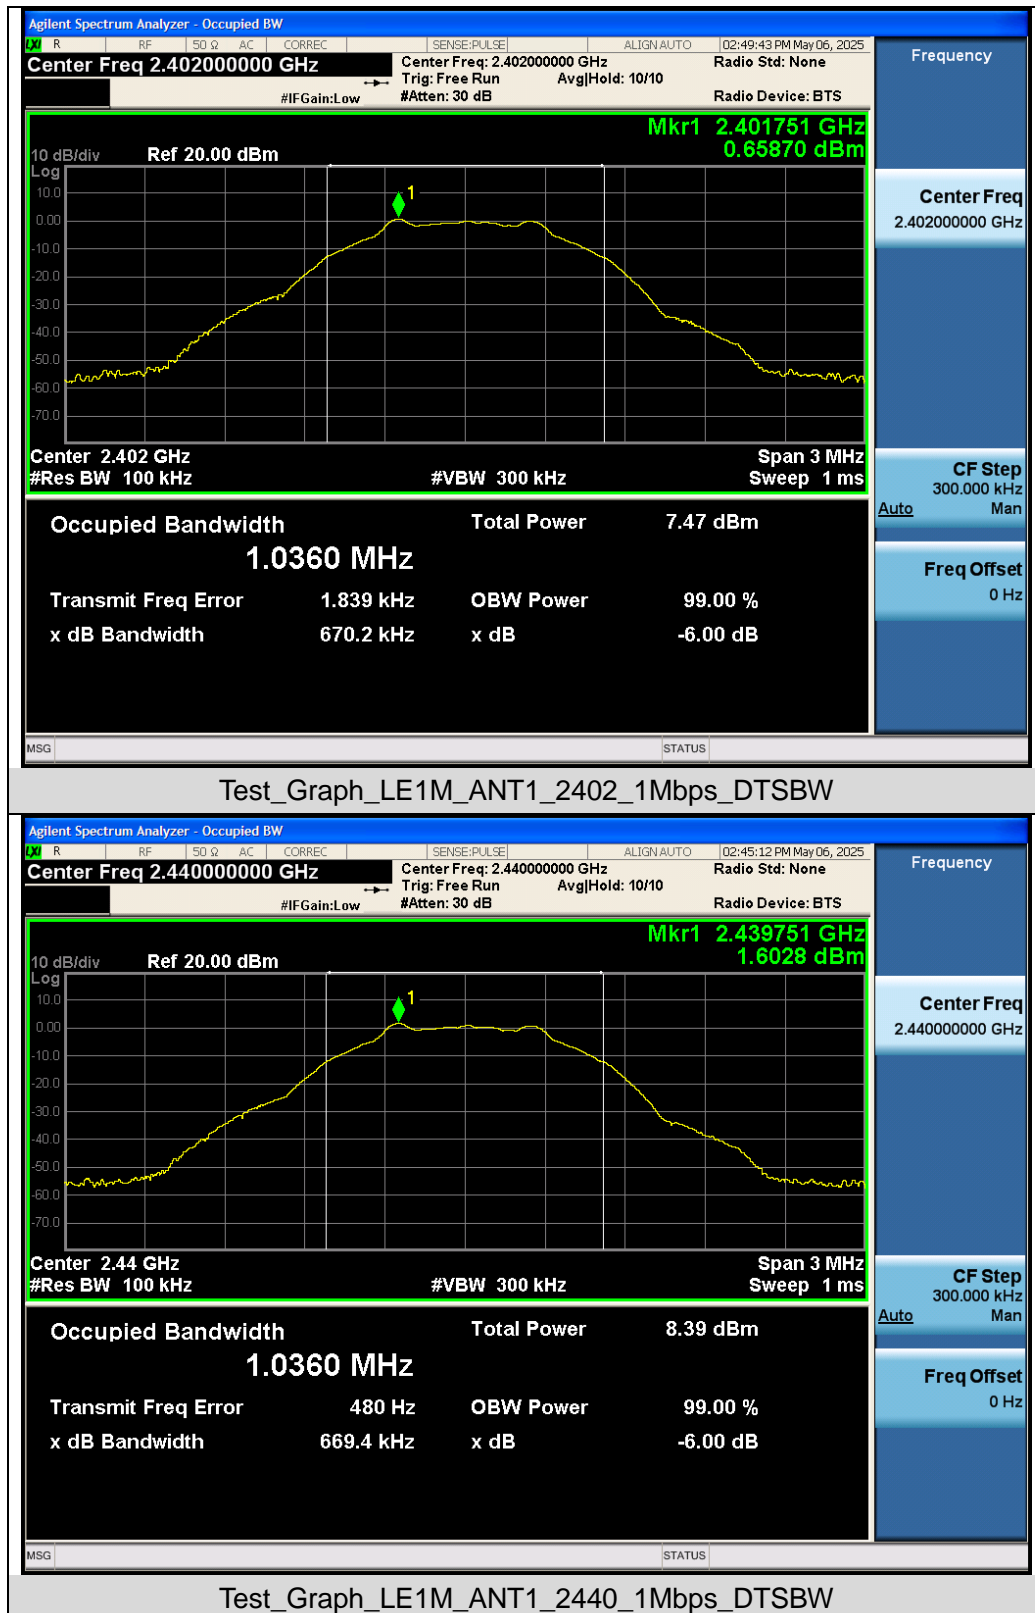 Agilent Spectrum Analyzer - Occupied BW
LXI R RF 50 Ω AC CORREC SENSE:PULSE ALIGN AUTO 02:49:43 PM May 06, 2025
Center Freq 2.402000000 GHz
Center Freq: 2.402000000 GHz
Radio Std: None
Trig: Free Run Avg|Hold: 10/10
#IFGain:Low
#Atten: 30 dB
Radio Device: BTS
Frequency
Mkr1 2.401751 GHz
0.65870 dBm
10 dB/div Ref 20.00 dBm
Log
10.0
0.00
-10.0
-20.0
-30.0
-40.0
-50.0
-60.0
-70.0
1
Center Freq
2.402000000 GHz
Center 2.402 GHz
Span 3 MHz
#Res BW 100 kHz
#VBW 300 kHz
Sweep 1 ms
CF Step
300.000 kHz
Auto Man
Freq Offset
0 Hz
Occupied Bandwidth
1.0360 MHz
Total Power 7.47 dBm
Transmit Freq Error 1.839 kHz OBW Power 99.00 %
x dB Bandwidth 670.2 kHz x dB -6.00 dB
MSG STATUS
Test_Graph_LE1M_ANT1_2402_1Mbps_DTSBW
Agilent Spectrum Analyzer - Occupied BW
LXI R RF 50 Ω AC CORREC SENSE:PULSE ALIGN AUTO 02:45:12 PM May 06, 2025
Center Freq 2.440000000 GHz
Center Freq: 2.440000000 GHz
Radio Std: None
Trig: Free Run Avg|Hold: 10/10
#IFGain:Low
#Atten: 30 dB
Radio Device: BTS
Frequency
Mkr1 2.439751 GHz
1.6028 dBm
10 dB/div Ref 20.00 dBm
Log
10.0
0.00
-10.0
-20.0
-30.0
-40.0
-50.0
-60.0
-70.0
1
Center Freq
2.440000000 GHz
Center 2.44 GHz
Span 3 MHz
#Res BW 100 kHz
#VBW 300 kHz
Sweep 1 ms
CF Step
300.000 kHz
Auto Man
Freq Offset
0 Hz
Occupied Bandwidth
1.0360 MHz
Total Power 8.39 dBm
Transmit Freq Error 480 Hz OBW Power 99.00 %
x dB Bandwidth 669.4 kHz x dB -6.00 dB
MSG STATUS
Test_Graph_LE1M_ANT1_2440_1Mbps_DTSBW